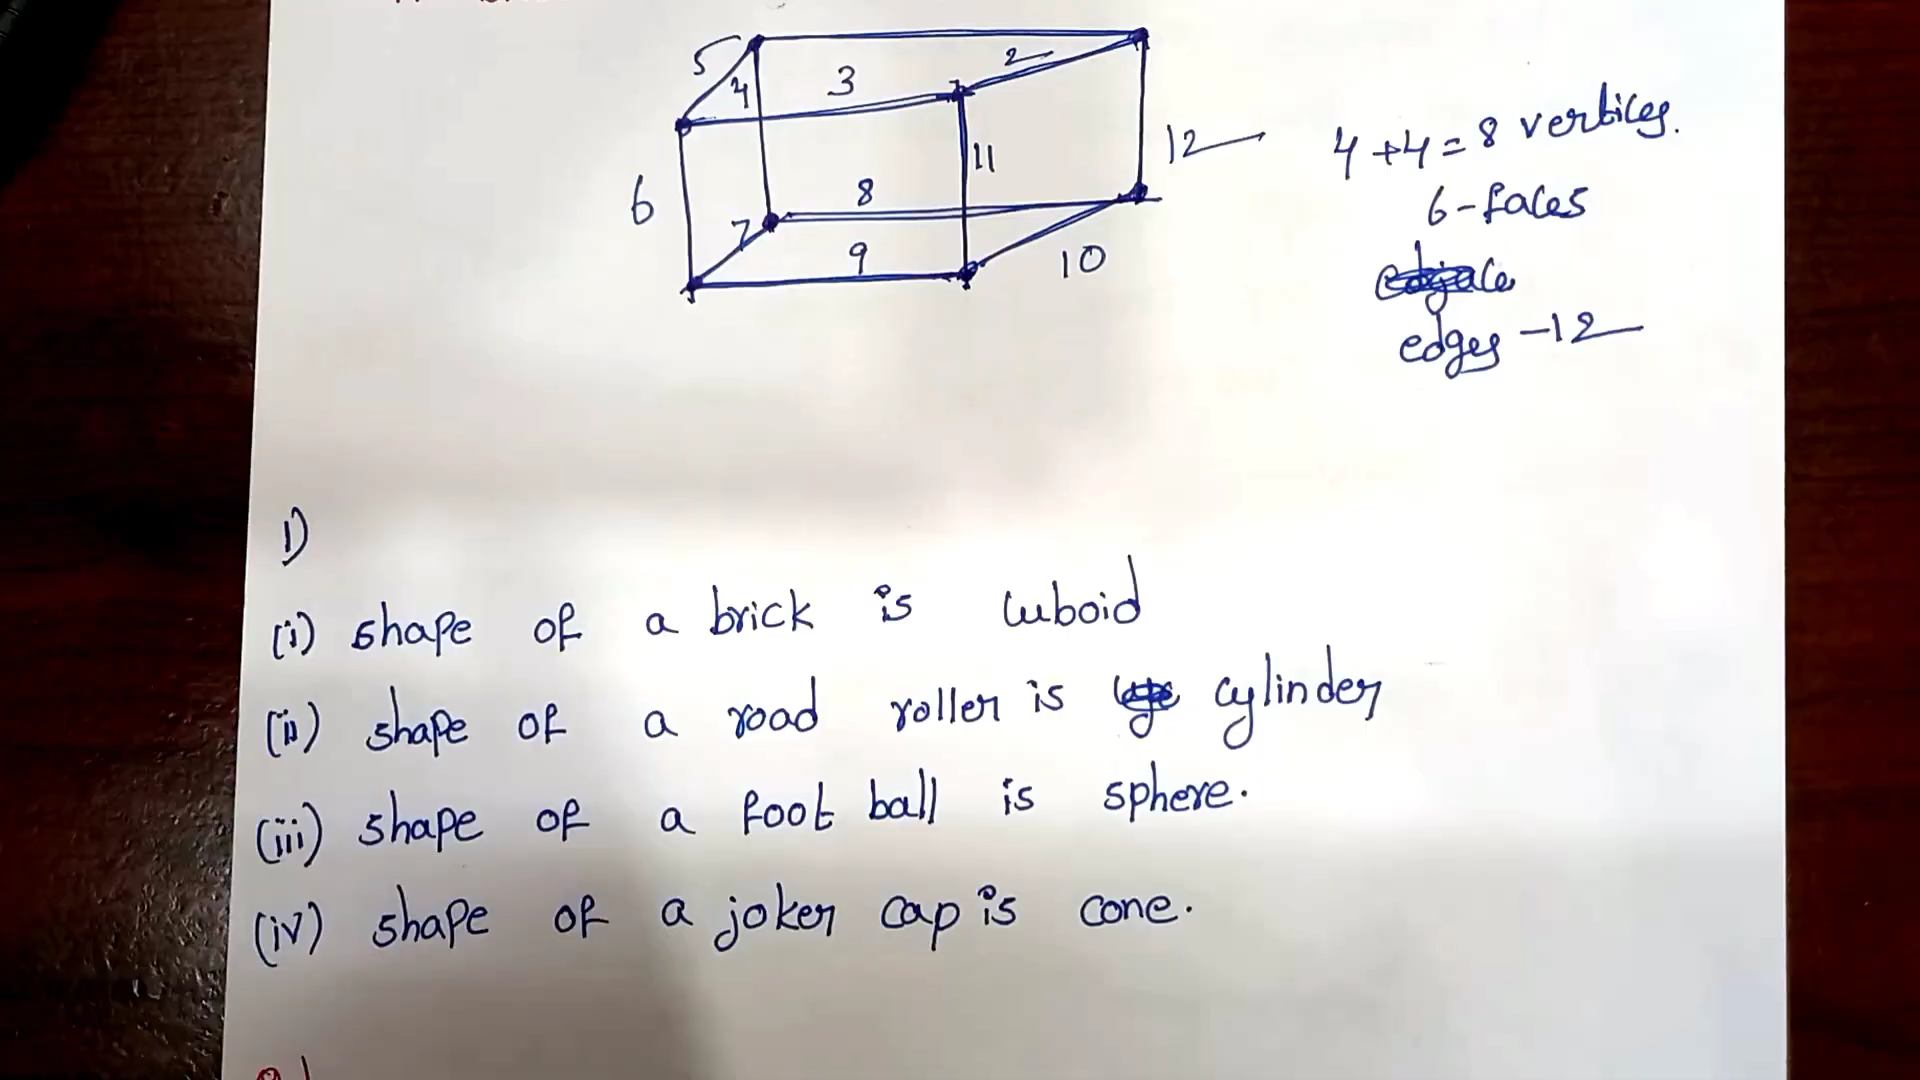 5
4
3
2
6
7
8
9
11
10
12
4+4=8 vertices.
6-faces
edges -12
1)
(i) shape of a brick is cuboid
(ii) shape of a road roller is cylinder
(iii) shape of a foot ball is sphere.
(iv) shape of a joker cap is cone.